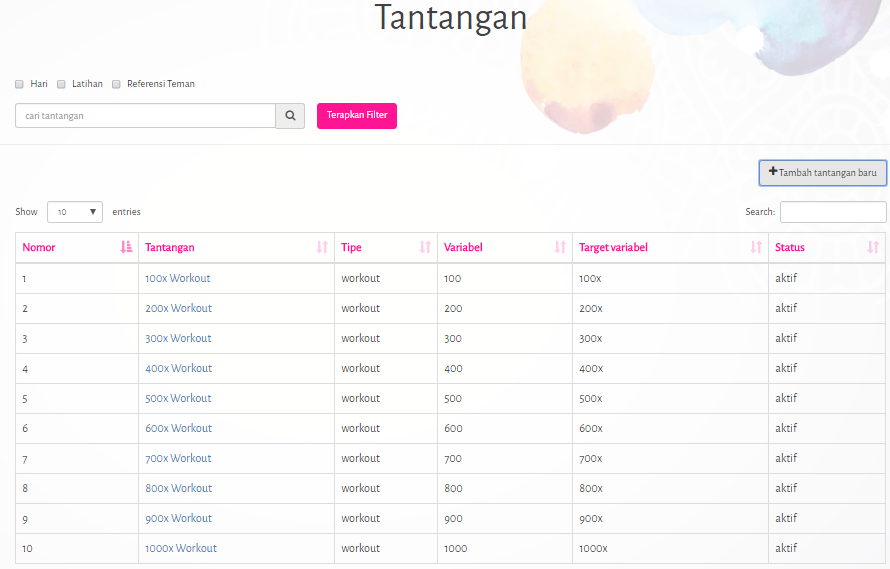 Tantangan
Hari Latihan Referensi Teman
cari tantangan Terapkan Filter
+Tambah tantangan baru
Show 10 entries Search:
Nomor Tantangan Tipe Variabel Target variabel Status
1 100x Workout workout 100 100x aktif
2 200x Workout workout 200 200x aktif
3 300x Workout workout 300 300x aktif
4 400x Workout workout 400 400x aktif
5 500x Workout workout 500 500x aktif
6 600x Workout workout 600 600x aktif
7 700x Workout workout 700 700x aktif
8 800x Workout workout 800 800x aktif
9 900x Workout workout 900 900x aktif
10 1000x Workout workout 1000 1000x aktif